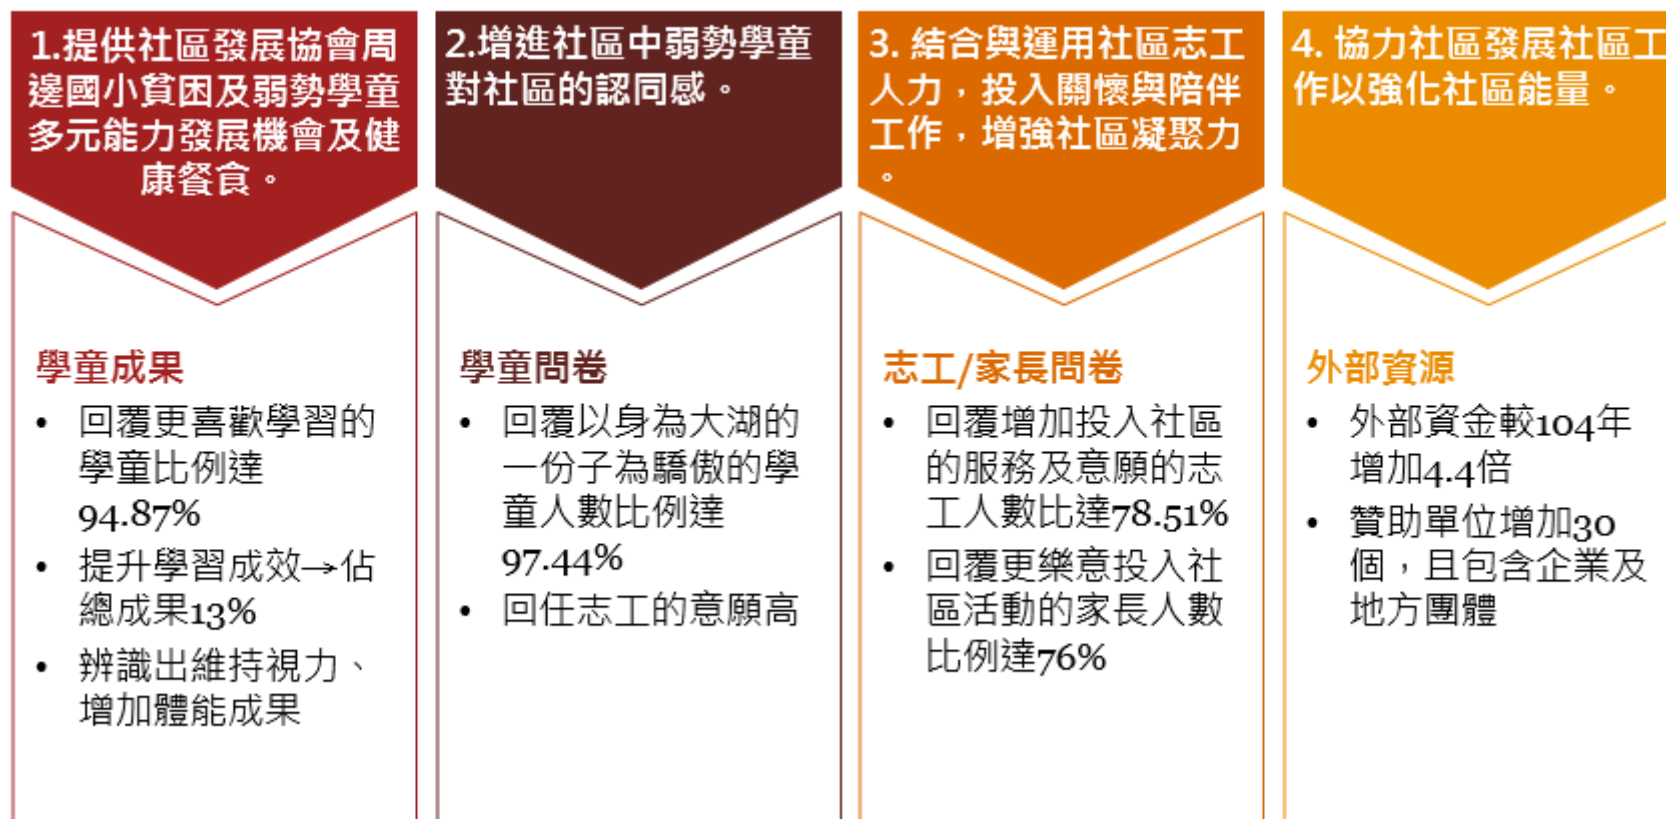 1.提供社區發展協會周
邊國小貧困及弱勢學童
多元能力發展機會及健
康餐食。
學童成果
• 回覆更喜歡學習的
學童比例達
94.87%
• 提升學習成效→佔
總成果13%
• 辨識出維持視力、
增加體能成果
2.增進社區中弱勢學童
對社區的認同感。
學童問卷
• 回覆以身為大湖的
一份子為驕傲的學
童人數比例達
97.44%
• 回任志工的意願高
3. 結合與運用社區志工
人力，投入關懷與陪伴
工作，增強社區凝聚力
。
志工/家長問卷
• 回覆增加投入社區
的服務及意願的志
工人數比達78.51%
• 回覆更樂意投入社
區活動的家長人數
比例達76%
4. 協力社區發展社區工
作以強化社區能量。
外部資源
• 外部資金較104年
增加4.4倍
• 贊助單位增加30
個，且包含企業及
地方團體